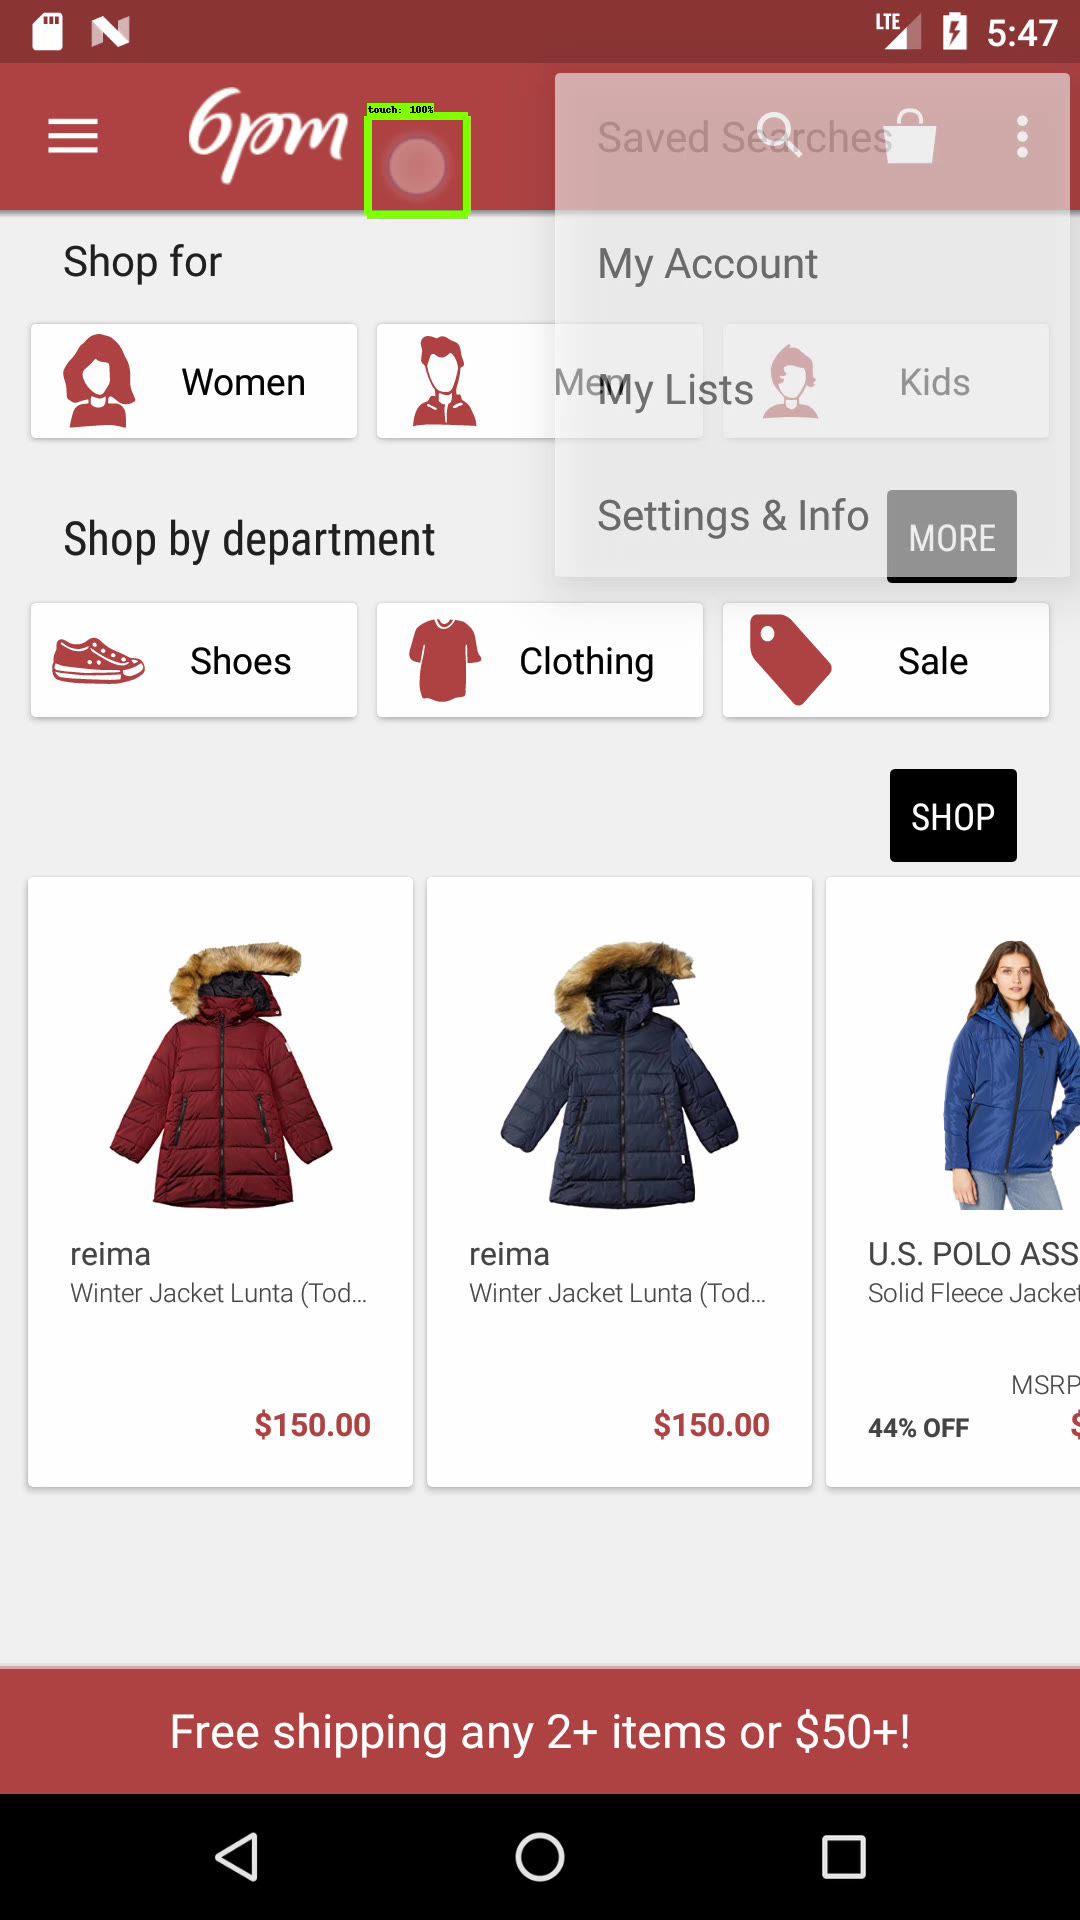 LTE 5:47
6pm
touch: 100%
Saved Searches
Shop for
My Account
Women
Men
My Lists
Kids
Settings & Info
Shop by department
MORE
Shoes
Clothing
Sale
SHOP
reima
Winter Jacket Lunta (Tod...
$150.00
reima
Winter Jacket Lunta (Tod...
$150.00
U.S. POLO ASS
Solid Fleece Jacket
MSRP
44% OFF
$
Free shipping any 2+ items or $50+!